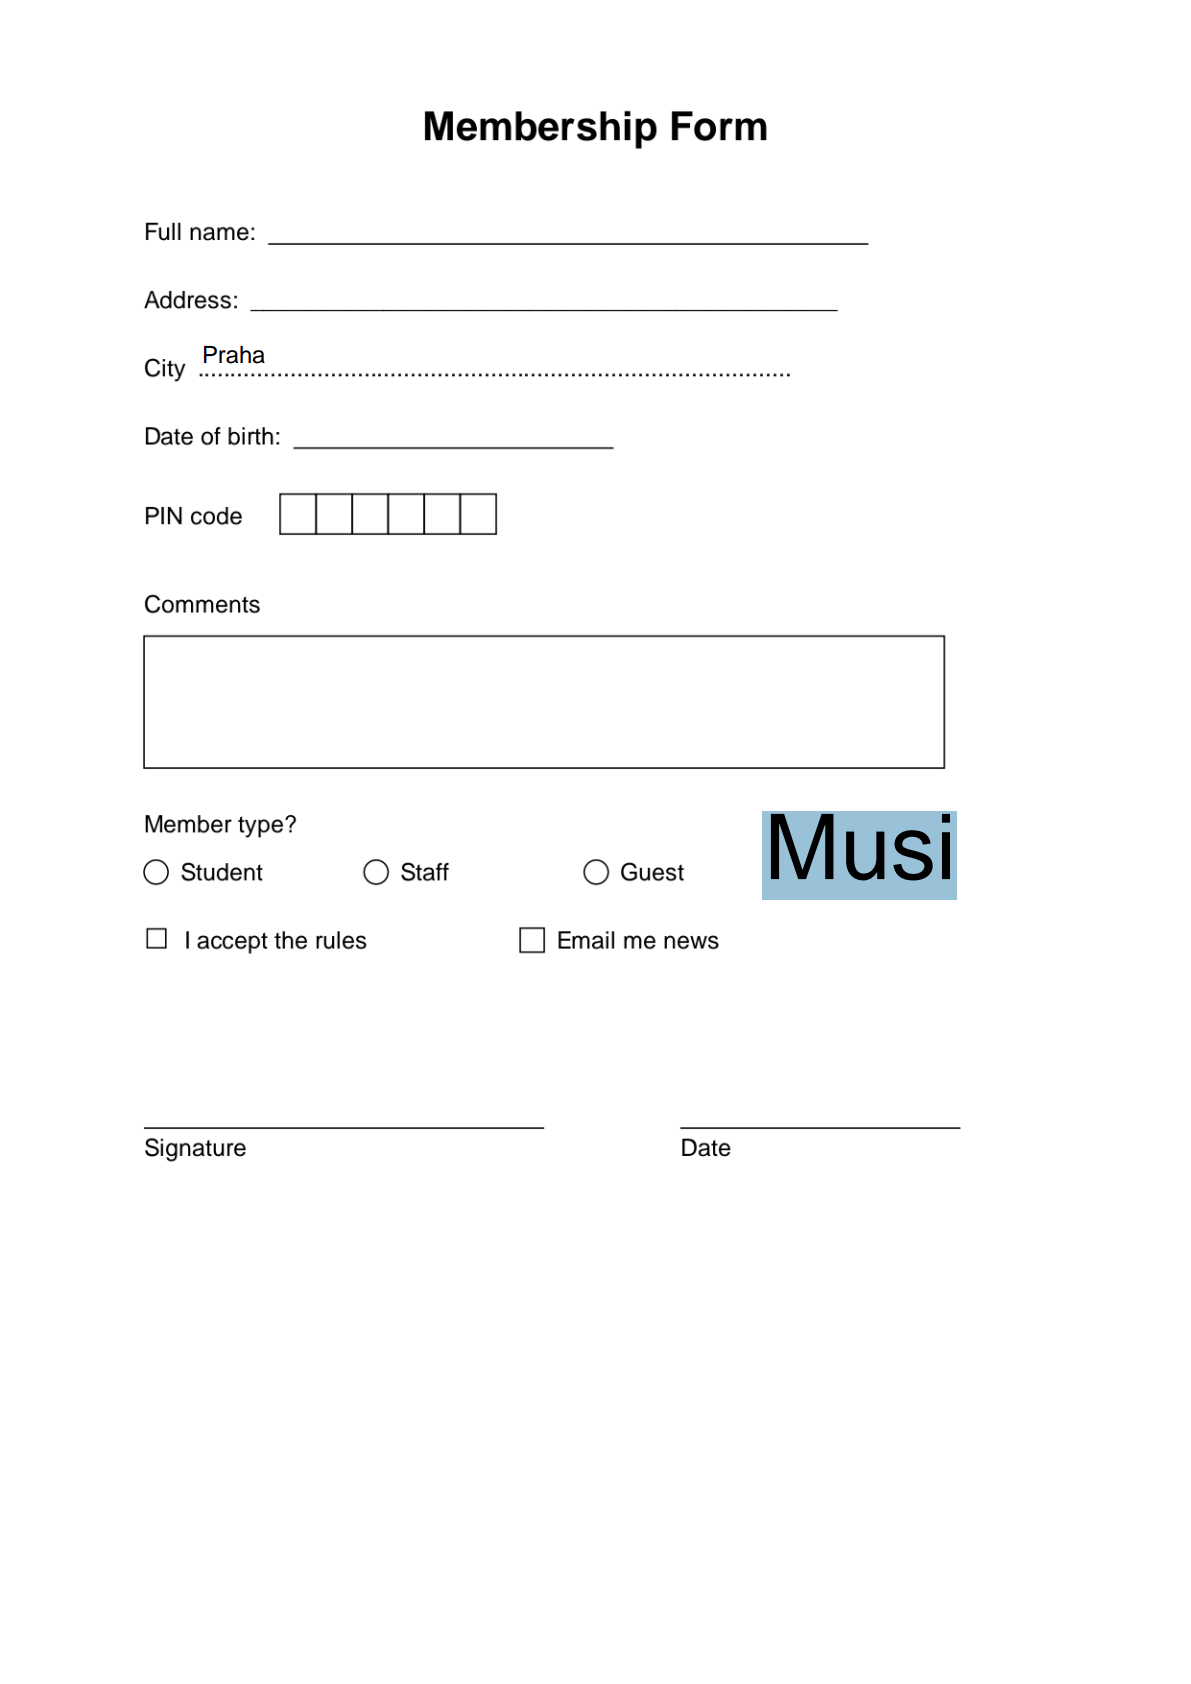 Membership Form
Full name:
Address:
City Praha
Date of birth:
PIN code
Comments
Member type?
Student Staff Guest Musi
I accept the rules Email me news
Signature Date